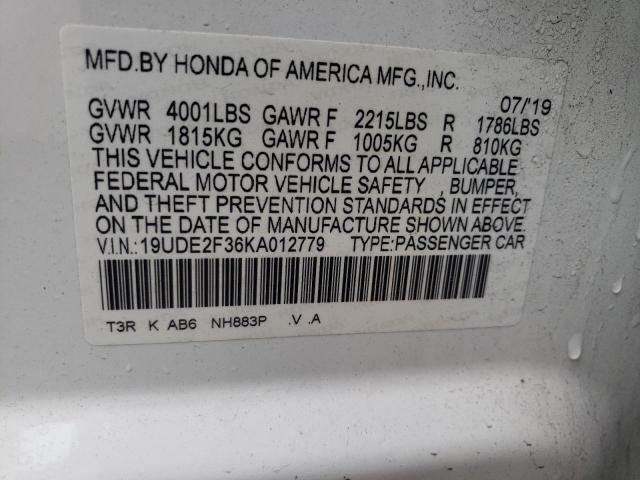 MFD.BY HONDA OF AMERICA MFG.,INC.
07/'19
GVWR 4001LBS GAWR F 2215LBS R 1786LBS
GVWR 1815KG GAWR F 1005KG R 810KG
THIS VEHICLE CONFORMS TO ALL APPLICABLE
FEDERAL MOTOR VEHICLE SAFETY , BUMPER,
AND THEFT PREVENTION STANDARDS IN EFFECT
ON THE DATE OF MANUFACTURE SHOWN ABOVE.
V.I.N.:19UDE2F36KA012779 TYPE:PASSENGER CAR
T3R K AB6 NH883P .V .A